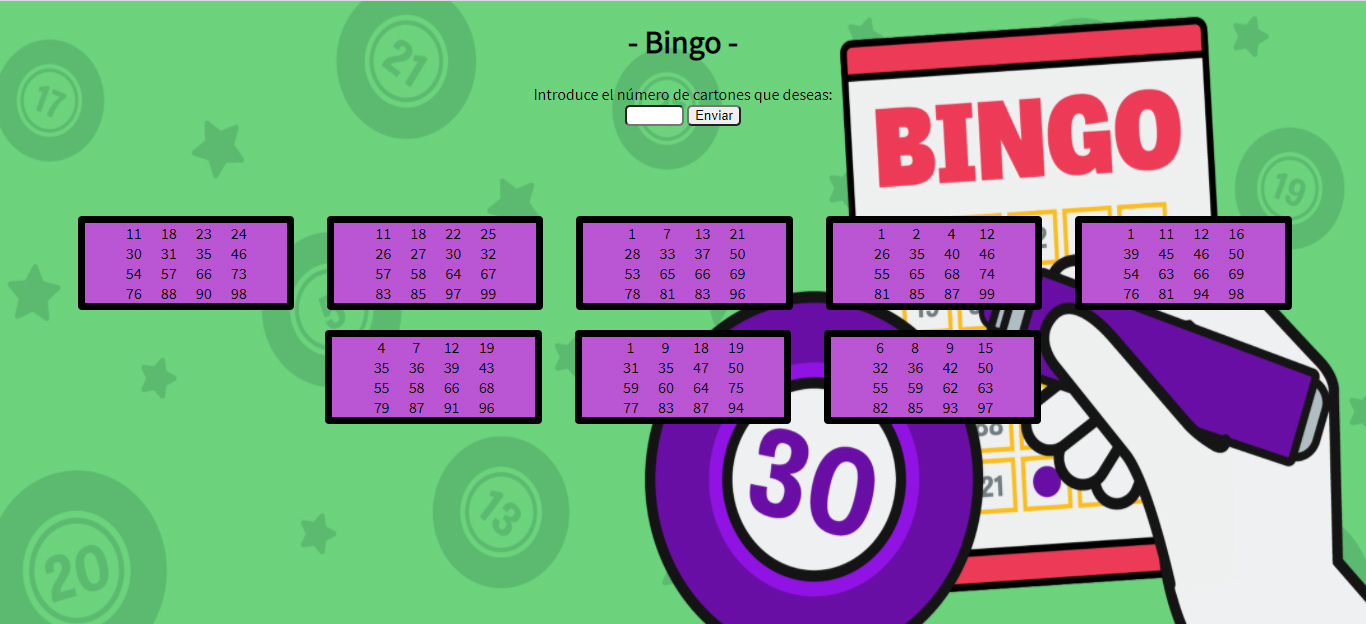 - Bingo -
Introduce el número de cartones que deseas:
Enviar
BINGO
17
21
19
11 18 23 24
30 31 35 46
54 57 66 73
76 88 90 98
11 18 22 25
26 27 30 32
57 58 64 67
83 85 97 99
1 7 13 21
28 33 37 50
53 65 66 69
78 81 83 96
1 2 4 12
26 35 40 46
55 65 68 74
81 85 87 99
1 11 12 16
39 45 46 50
54 63 66 69
76 81 94 98
4 7 12 19
35 36 39 43
55 58 66 68
79 87 91 96
1 9 18 19
31 35 47 50
59 60 64 75
77 83 87 94
6 8 9 15
32 36 42 50
55 59 62 63
82 85 93 97
5
30
21
13
20